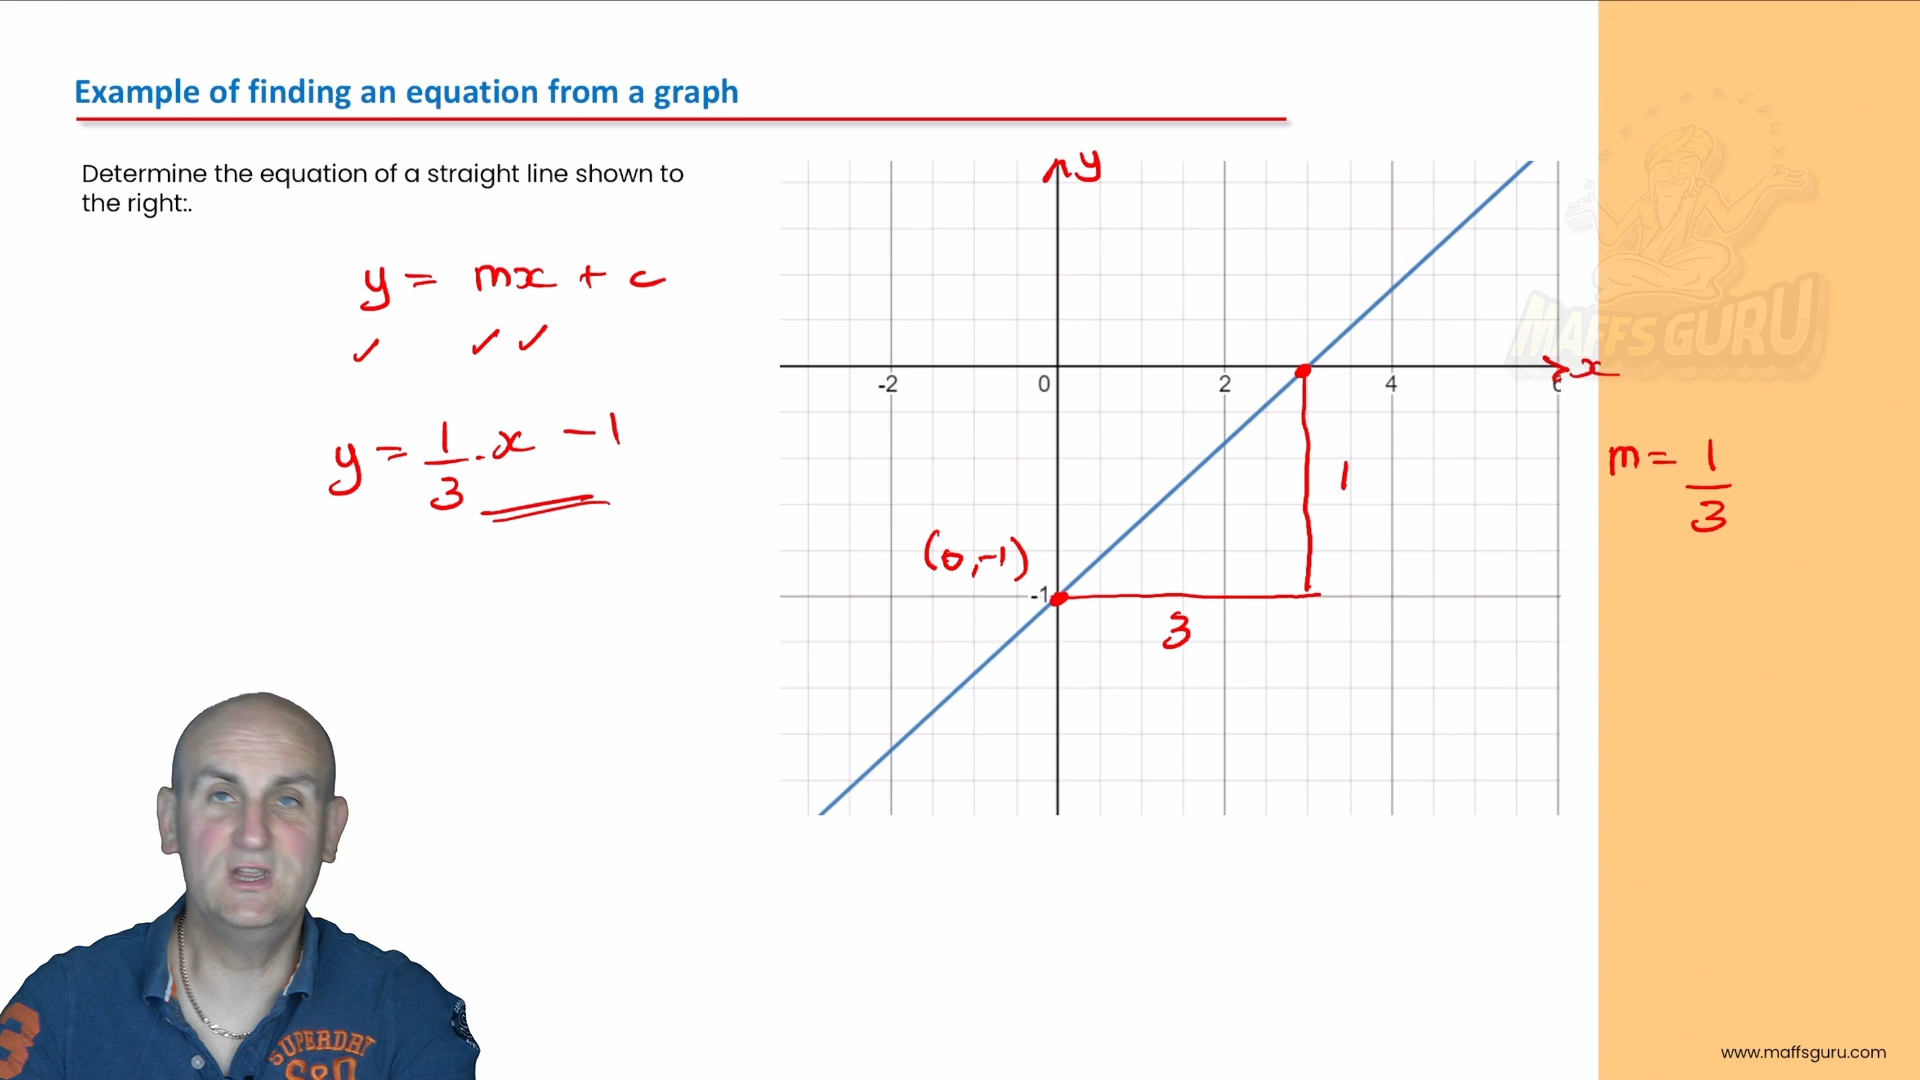 Example of finding an equation from a graph
Determine the equation of a straight line shown to
the right:.
y = mx + c
✓ ✓ ✓
y = 1/3 . x - 1
y
x
-2 0 2 4
-1
(0,-1)
1
3
m = 1/3
MAFFS GURU
3
SUPERDRY
www.maffsguru.com